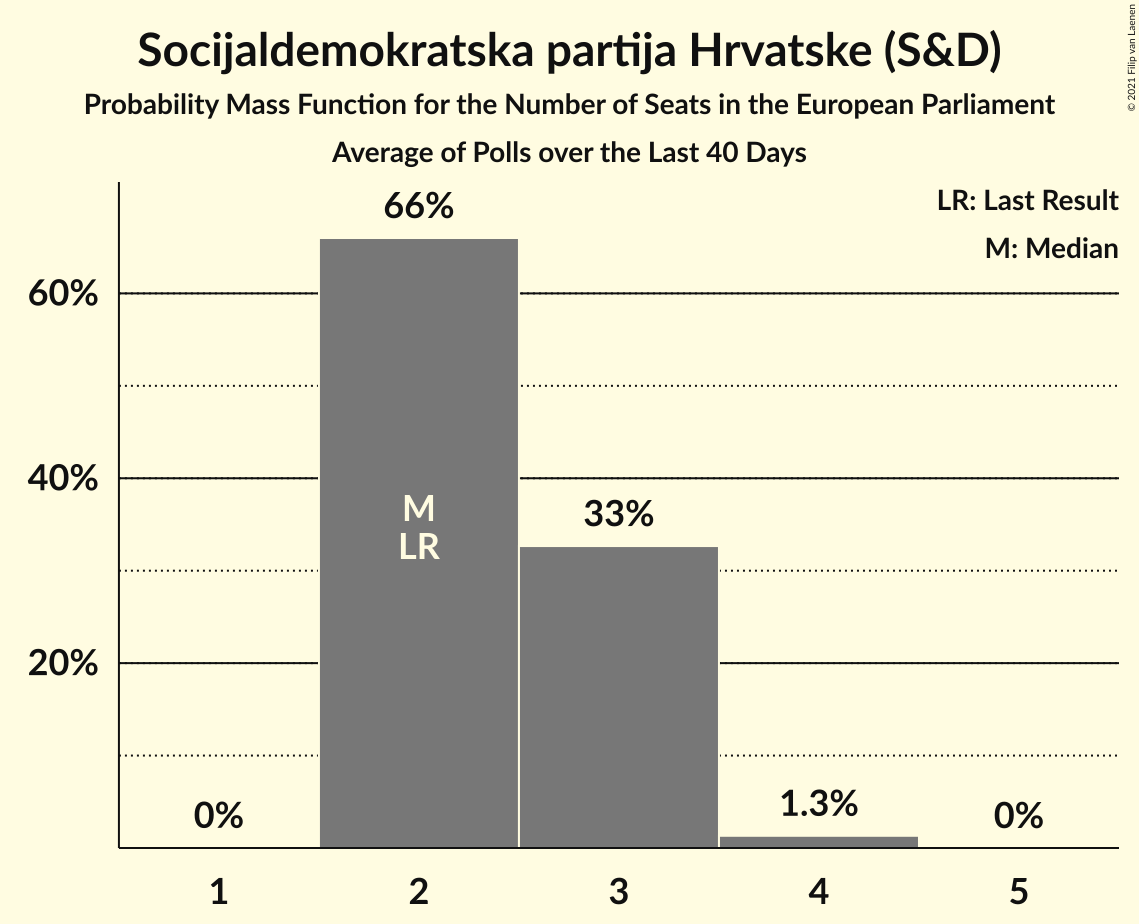 Socijaldemokratska partija Hrvatske (S&D)
Probability Mass Function for the Number of Seats in the European Parliament
Average of Polls over the Last 40 Days
© 2021 Filip van Laenen
LR: Last Result
M: Median
66%
60%
40%
M
LR
33%
20%
0%
1.3%
0%
1 2 3 4 5